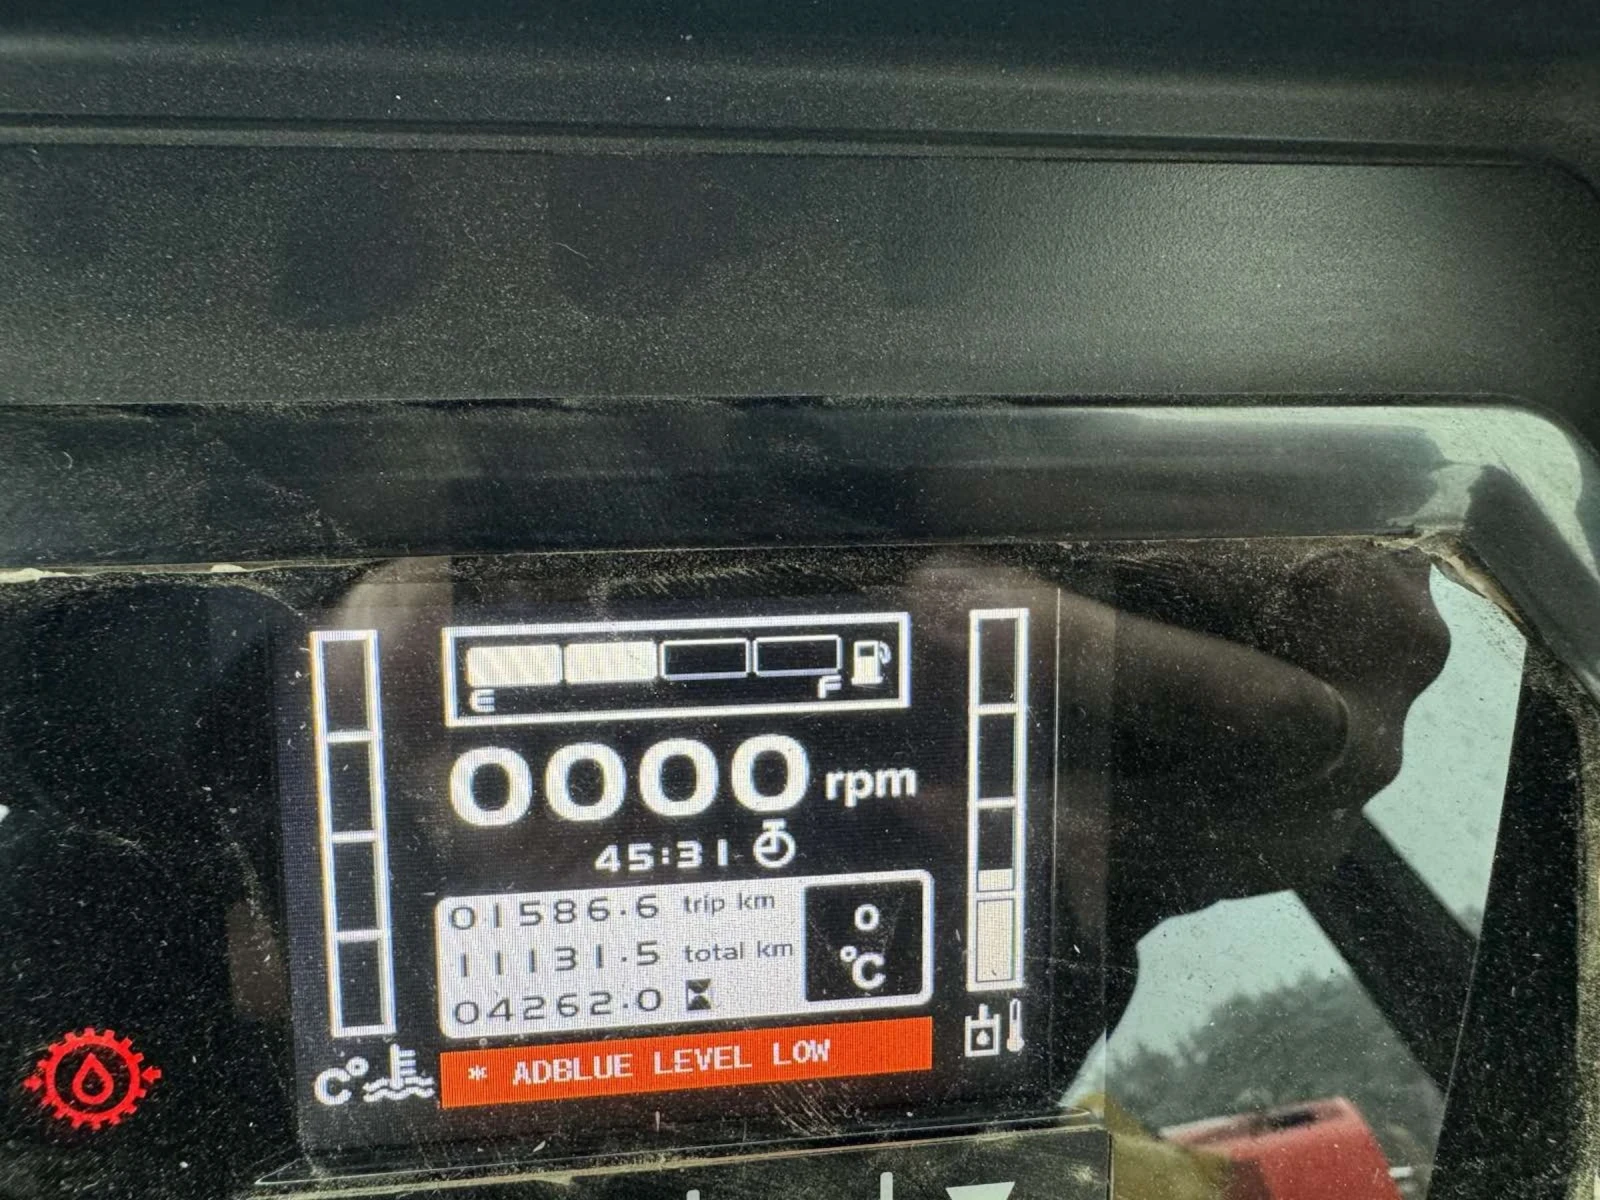 E F
0000 rpm
45:31
01586.6 trip km
11131.5 total km
04262.0
0
°C
C°
* ADBLUE LEVEL LOW